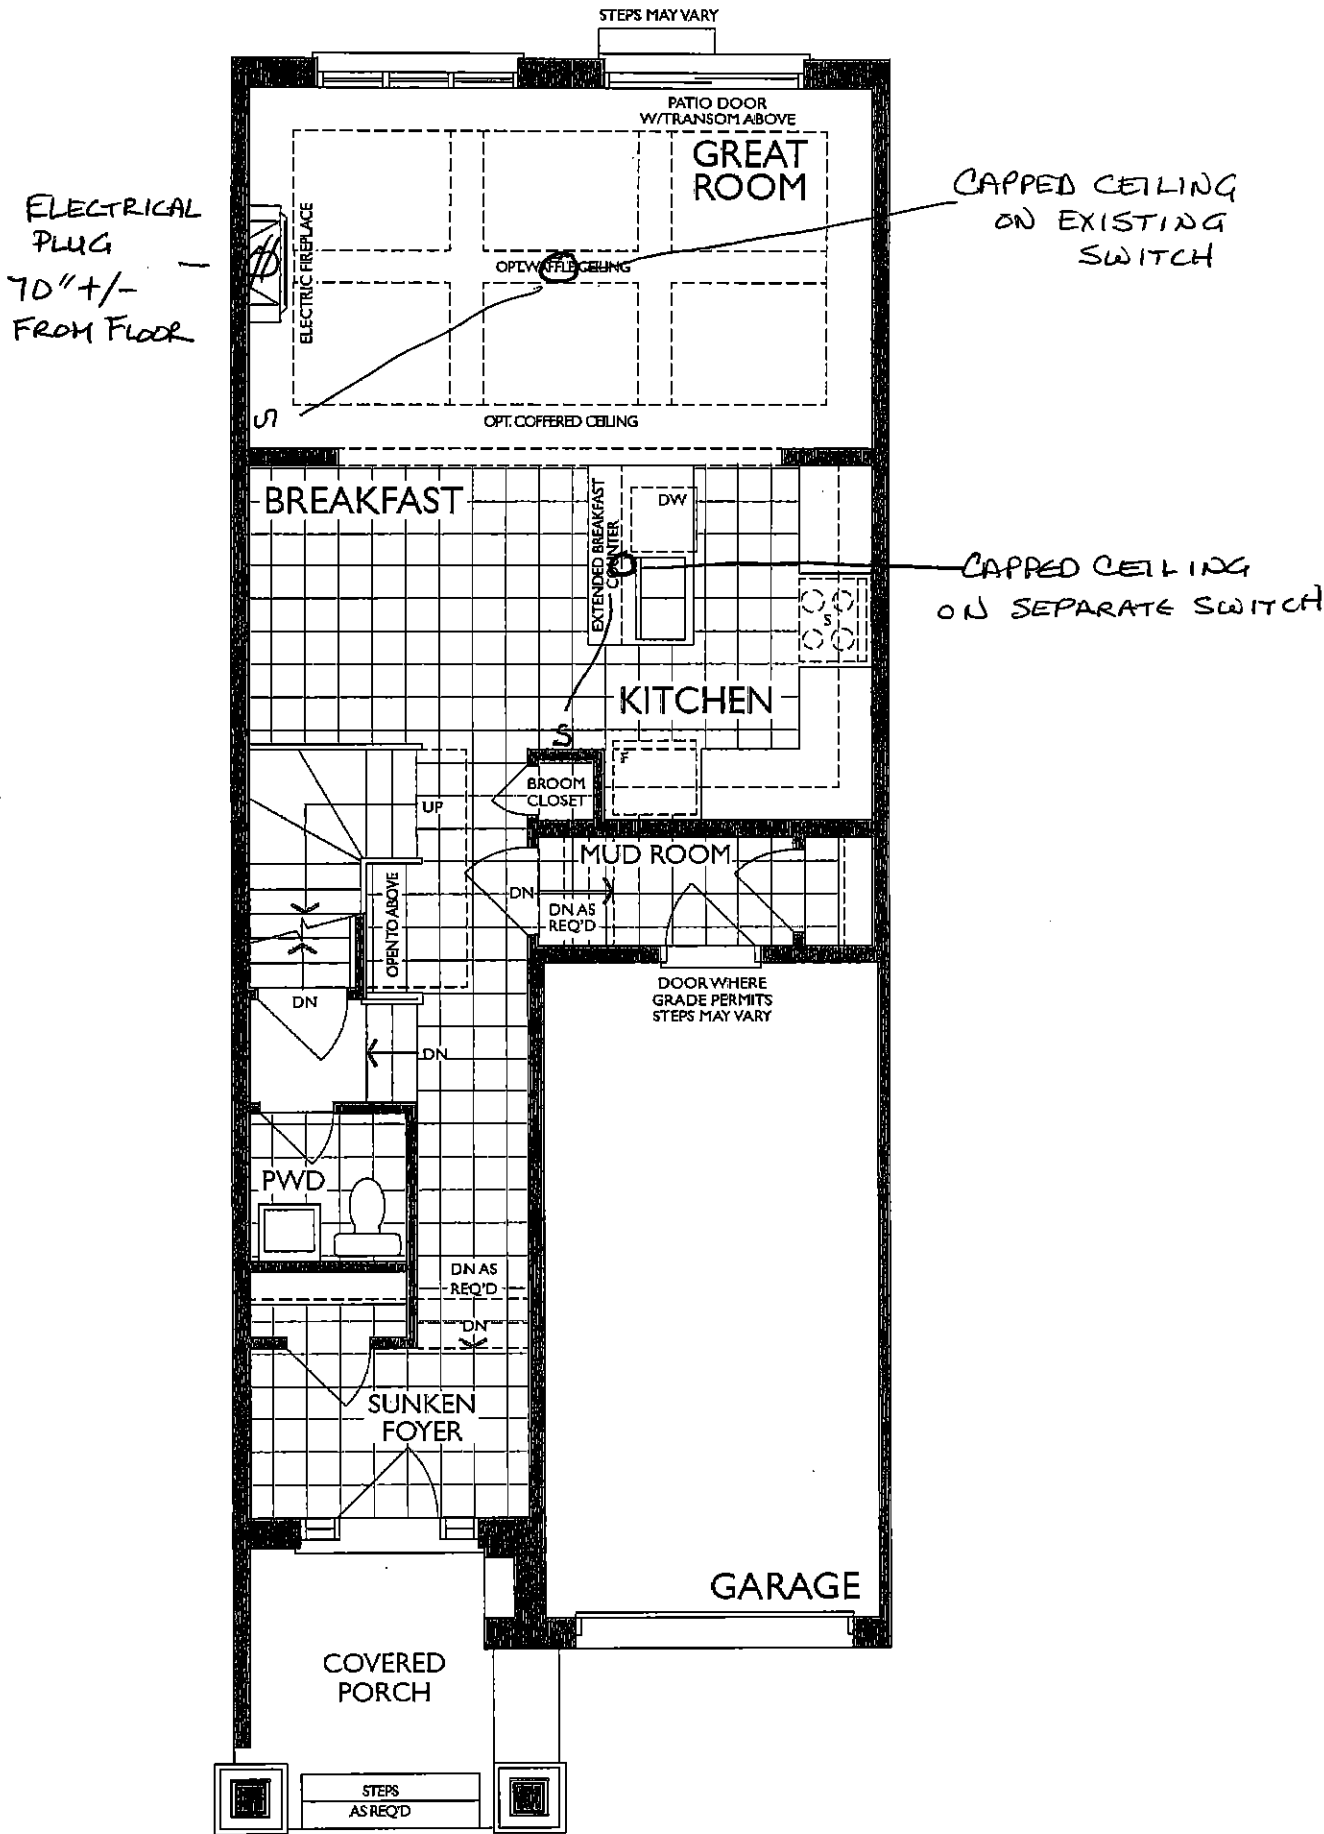 STEPS MAY VARY
PATIO DOOR
W/TRANSOM ABOVE
GREAT
ROOM
CAPPED CEILING
ON EXISTING
SWITCH
ELECTRICAL
PLUG
70" +/-
FROM FLOOR
ELECTRIC FIREPLACE
OPT. WAFFLE CEILING
S
OPT. COFFERED CEILING
BREAKFAST
EXTENDED BREAKFAST
COUNTER
DW
CAPPED CEILING
ON SEPARATE SWITCH
S
KITCHEN
S
F
BROOM
CLOSET
UP
MUD ROOM
DN
DN AS
REQ'D
OPEN TO ABOVE
DN
DOOR WHERE
GRADE PERMITS
STEPS MAY VARY
DN
PWD
DN AS
REQ'D
DN
SUNKEN
FOYER
GARAGE
COVERED
PORCH
STEPS
AS REQ'D